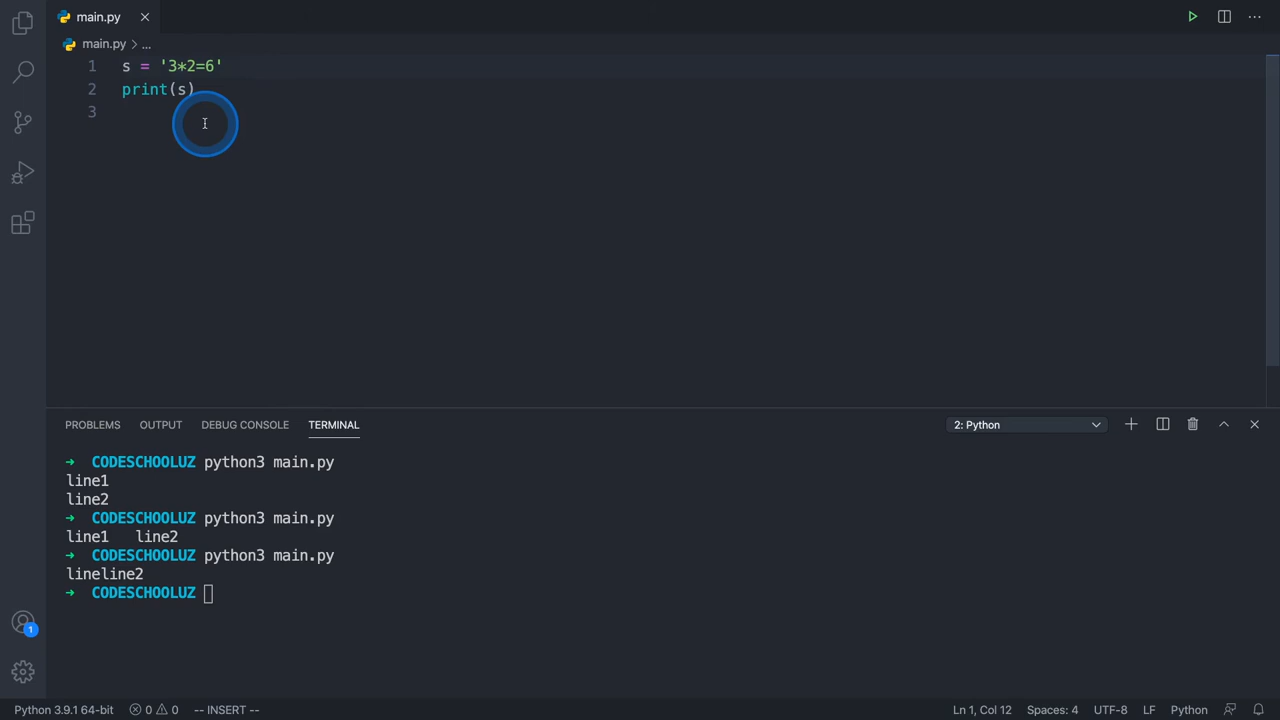 main.py
main.py > ...
1 s = '3*2=6'
2 print(s)
3
PROBLEMS OUTPUT DEBUG CONSOLE TERMINAL 2: Python
→ CODESCHOOLUZ python3 main.py
line1
line2
→ CODESCHOOLUZ python3 main.py
line1 line2
→ CODESCHOOLUZ python3 main.py
lineline2
→ CODESCHOOLUZ
1
Python 3.9.1 64-bit 0 0 -- INSERT -- Ln 1, Col 12 Spaces: 4 UTF-8 LF Python